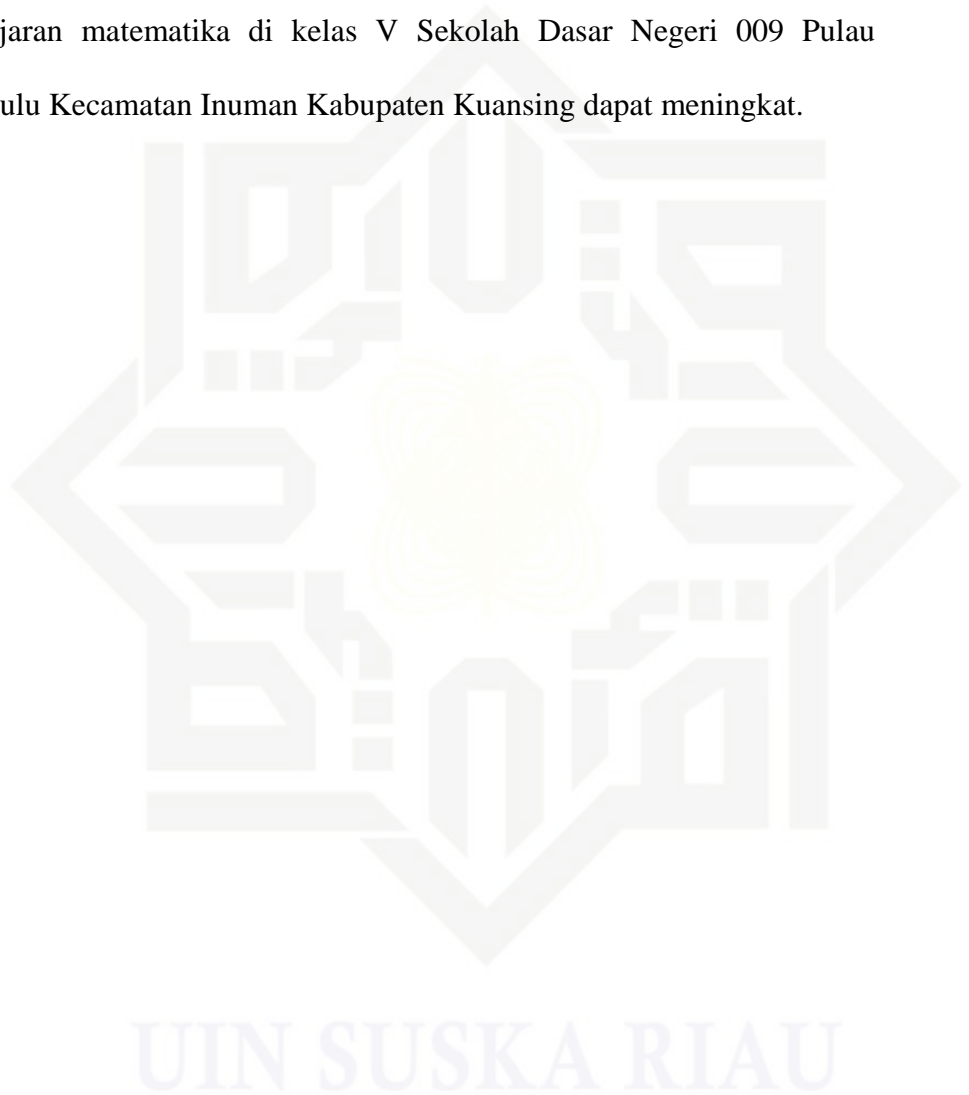 jaran matematika di kelas V Sekolah Dasar Negeri 009 Pulau
ulu Kecamatan Inuman Kabupaten Kuansing dapat meningkat.
UIN SUSKA RIAU